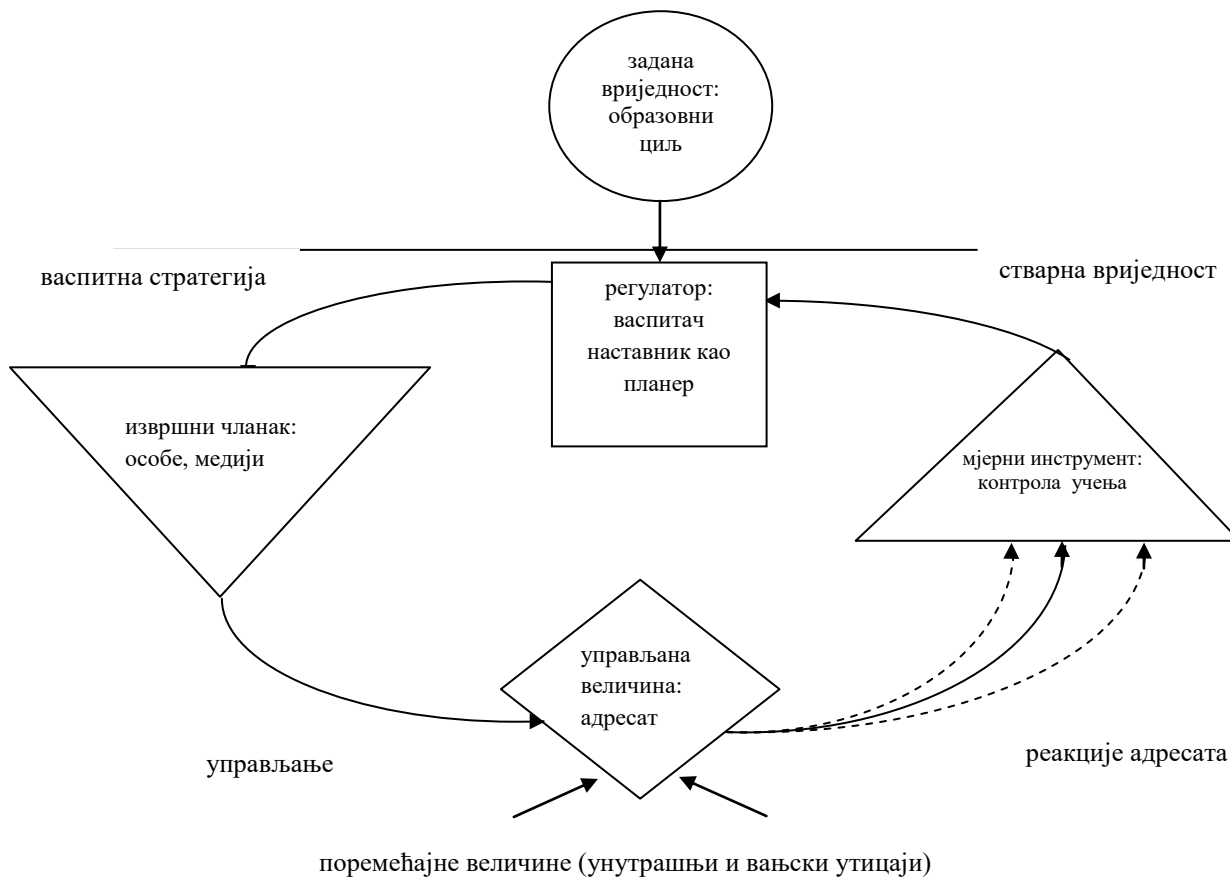 задана
вриједност:
образовни
циљ
васпитна стратегија
стварна вриједност
регулатор:
васпитач
наставник као
планер
извршни чланак:
особе, медији
мјерни инструмент:
контрола учења
управљана
величина:
адресат
управљање
реакције адресата
поремећајне величине (унутрашњи и вањски утицаји)